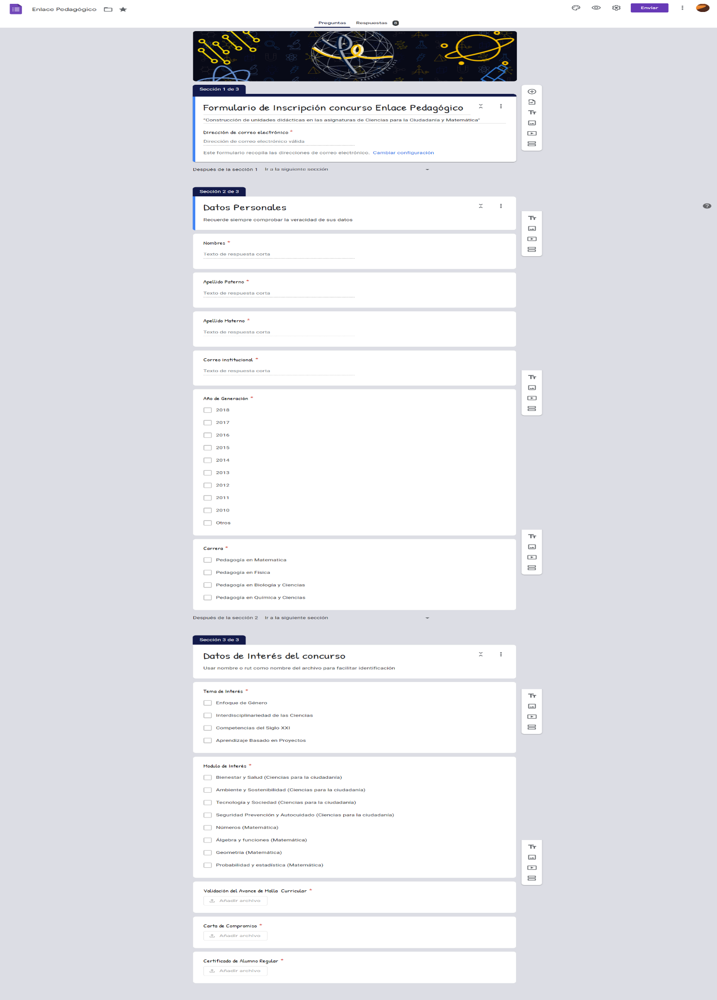 Enlace Pedagógico
Enviar
Preguntas Respuestas 8
PROYECTO ENLACE
Sección 1 de 3
Formulario de Inscripción concurso Enlace Pedagógico
"Construcción de unidades didácticas en las asignaturas de Ciencias para la Ciudadanía y Matemática"
Dirección de correo electrónico *
Dirección de correo electrónico válida
Este formulario recopila las direcciones de correo electrónico. Cambiar configuración
Después de la sección 1 Ir a la siguiente sección
Sección 2 de 3
Datos Personales
Recuerde siempre comprobar la veracidad de sus datos
Nombres *
Texto de respuesta corta
Apellido Paterno *
Texto de respuesta corta
Apellido Materno *
Texto de respuesta corta
Correo institucional *
Texto de respuesta corta
Año de Generación *
2018
2017
2016
2015
2014
2013
2012
2011
2010
Otros
Carrera *
Pedagogía en Matematica
Pedagogía en Física
Pedagogía en Biología y Ciencias
Pedagogía en Química y Ciencias
Después de la sección 2 Ir a la siguiente sección
Sección 3 de 3
Datos de Interés del concurso
Usar nombre o rut como nombre del archivo para facilitar identificación
Tema de Interés *
Enfoque de Género
Interdisciplinariedad de las Ciencias
Competencias del Siglo XXI
Aprendizaje Basado en Proyectos
Modulo de Interés *
Bienestar y Salud (Ciencias para la ciudadanía)
Ambiente y Sostenibilidad (Ciencias para la ciudadanía)
Tecnología y Sociedad (Ciencias para la ciudadanía)
Seguridad Prevención y Autocuidado (Ciencias para la ciudadanía)
Números (Matemática)
Álgebra y funciones (Matemática)
Geometría (Matemática)
Probabilidad y estadística (Matemática)
Validación del Avance de Malla Curricular *
Añadir archivo
Carta de Compromiso *
Añadir archivo
Certificado de Alumno Regular *
Añadir archivo